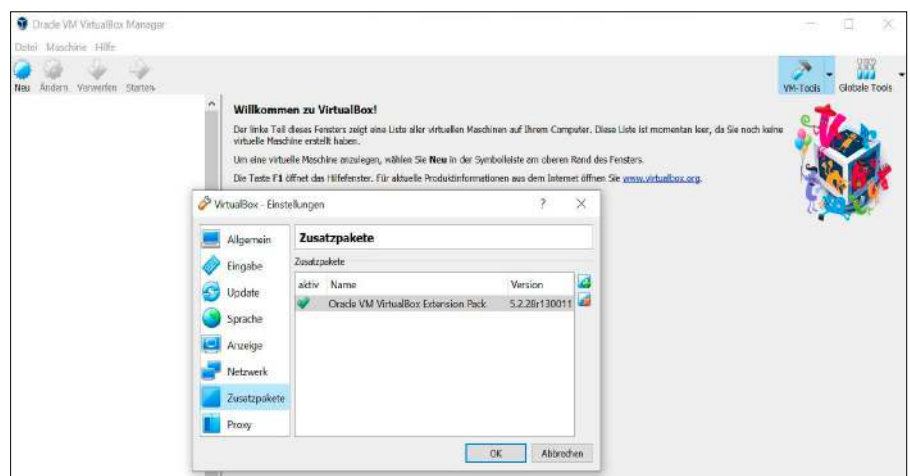 Oracle VM VirtualBox Manager
Datei Maschine Hilfe
Neu Ändern Verwerfen Starten
VM-Tools Globale Tools
Willkommen zu VirtualBox!
Der linke Teil dieses Fensters zeigt eine Liste aller virtuellen Maschinen auf Ihrem Computer. Diese Liste ist momentan leer, da Sie noch keine
virtuelle Maschine erstellt haben.
Um eine virtuelle Maschine anzulegen, wählen Sie Neu in der Symbolleiste am oberen Rand des Fensters.
Die Taste F1 öffnet das Hilfefenster. Für aktuelle Produktinformationen aus dem Internet öffnen Sie www.virtualbox.org.
VirtualBox - Einstellungen
Allgemein
Eingabe
Update
Sprache
Anzeige
Netzwerk
Zusatzpakete
Proxy
Zusatzpakete
Zusatzpakete
aktiv Name Version
Oracle VM VirtualBox Extension Pack 5.2.28r130011
OK Abbrechen